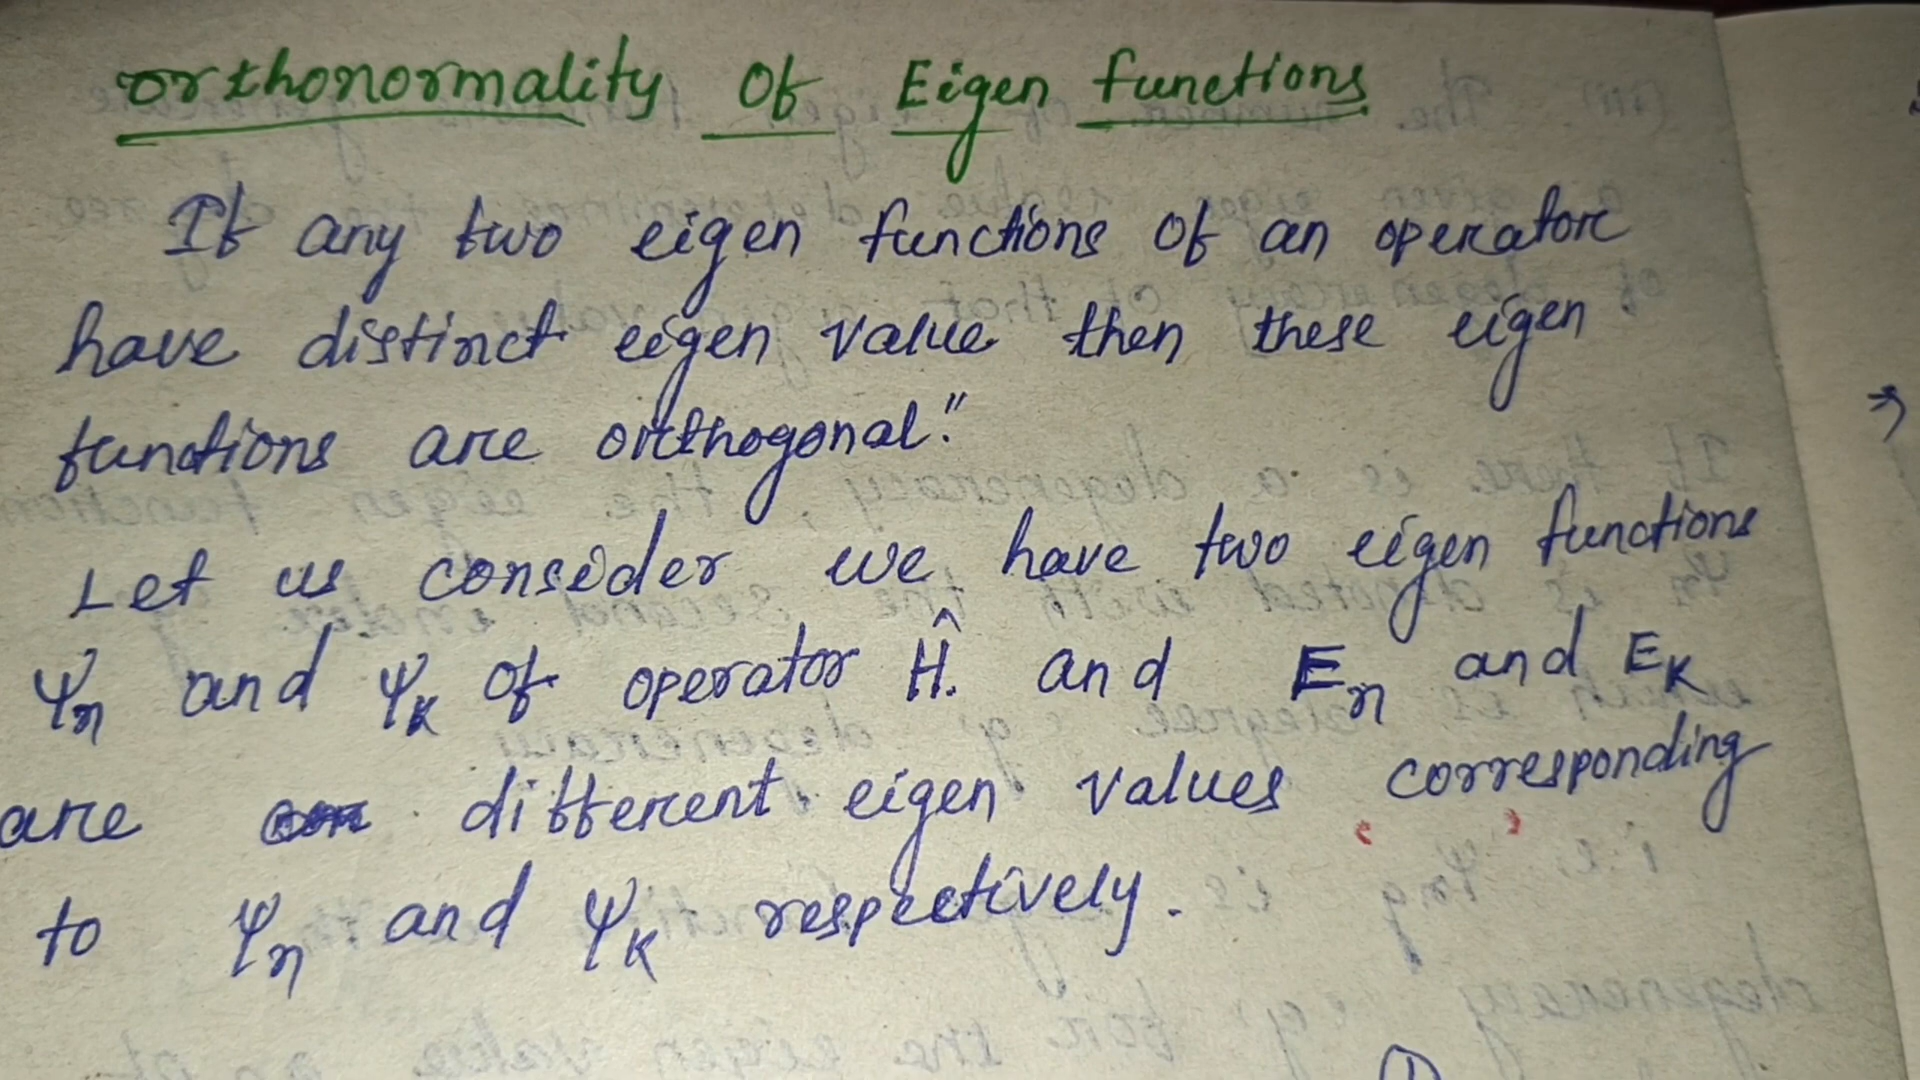 Orthonormality Of Eigen functions
If any two eigen functions of an operator
have distinct eigen value then these eigen
functions are orthogonal."
Let us consider we have two eigen functions
Ψn and Ψk of operator Ĥ. and En and EK
are different eigen values corresponding
to Ψn and ΨK respectively.